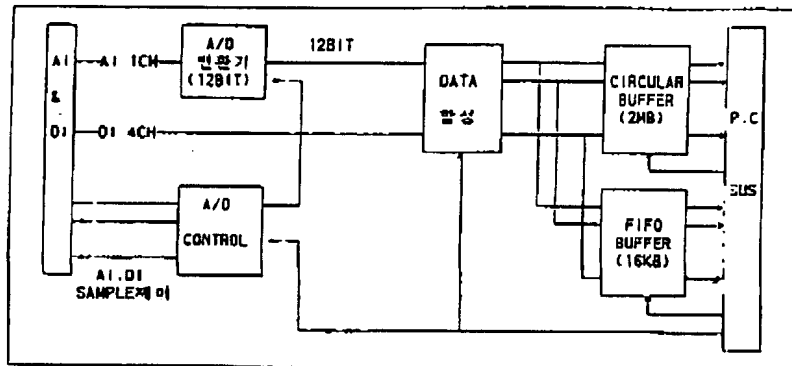 AI
&
DI
AI 1CH
A/D
변환기
(12BIT)
12BIT
DI 4CH
DATA
합성
CIRCULAR
BUFFER
(2MB)
P.C
BUS
A/D
CONTROL
FIFO
BUFFER
(16KB)
AI.DI
SAMPLE제어